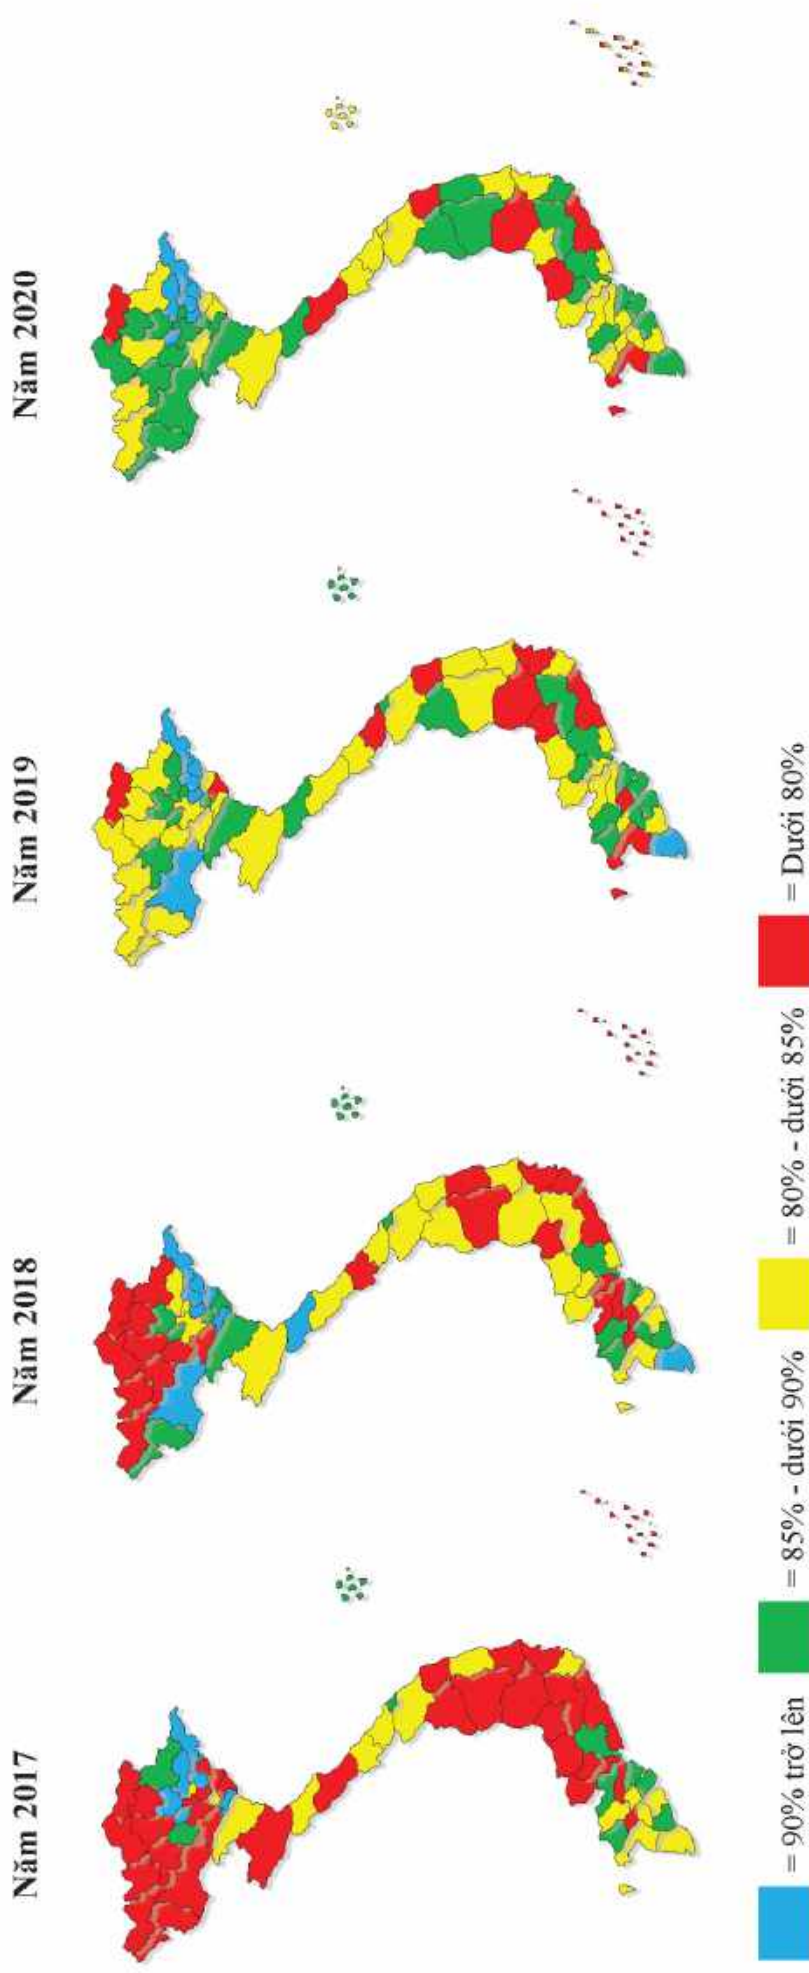 Năm 2017
Năm 2018
Năm 2019
Năm 2020
= 90% trở lên
= 85% - dưới 90%
= 80% - dưới 85%
= Dưới 80%